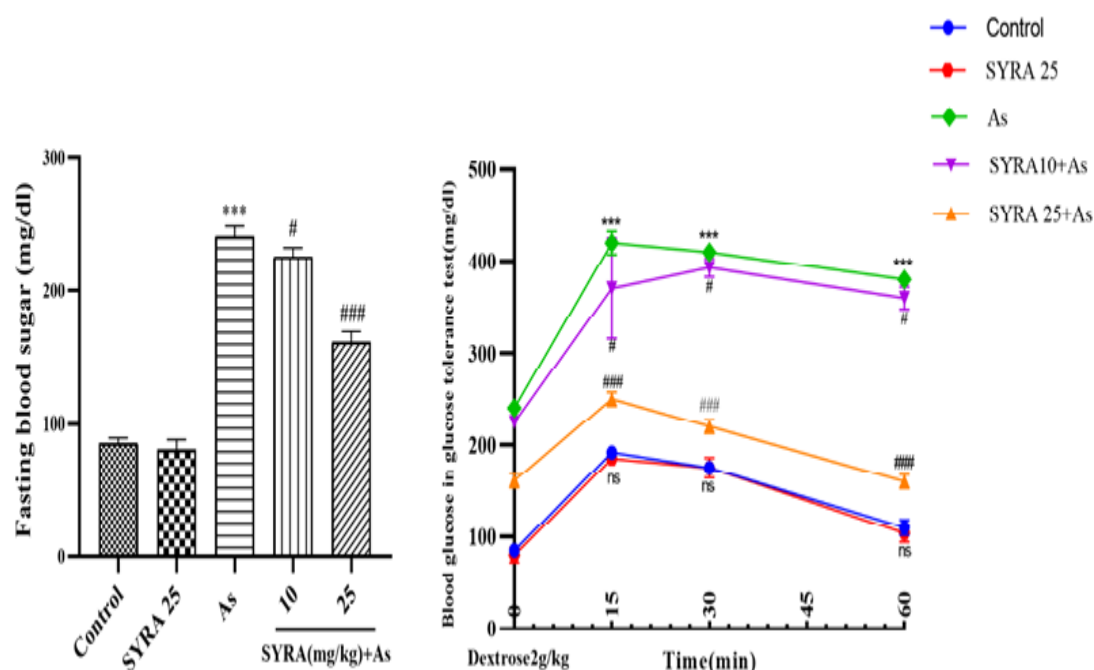 Control
SYRA 25
As
SYRA10+As
SYRA 25+As
Fasting blood sugar (mg/dl)
300
200
100
0
***
#
###
Control
SYRA 25
As
10
25
SYRA(mg/kg)+As
Blood glucose in glucose tolerance test(mg/dl)
500
400
300
200
100
0
***
***
***
#
#
#
###
###
###
ns
ns
ns
0
15
30
45
60
Dextrose2g/kg
Time(min)